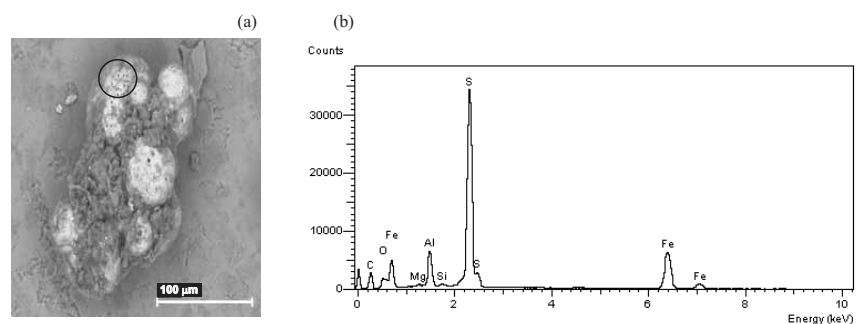 (a)
100 µm
(b)
Counts
30000
20000
10000
0
C
O
Fe
Mg
Al
Si
S
S
Fe
Fe
0 2 4 6 8 10
Energy (keV)